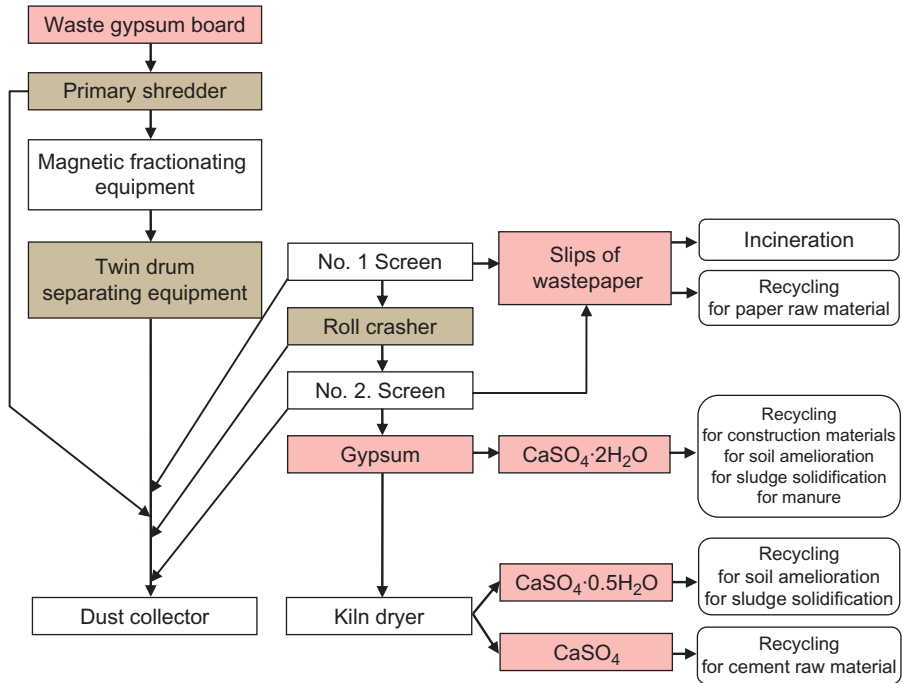 Waste gypsum board
Primary shredder
Magnetic fractionating
equipment
Twin drum
separating equipment
Dust collector
No. 1 Screen
Roll crasher
No. 2. Screen
Gypsum
Kiln dryer
Slips of
wastepaper
CaSO₄·2H₂O
CaSO₄·0.5H₂O
CaSO₄
Incineration
Recycling
for paper raw material
Recycling
for construction materials
for soil amelioration
for sludge solidification
for manure
Recycling
for soil amelioration
for sludge solidification
Recycling
for cement raw material